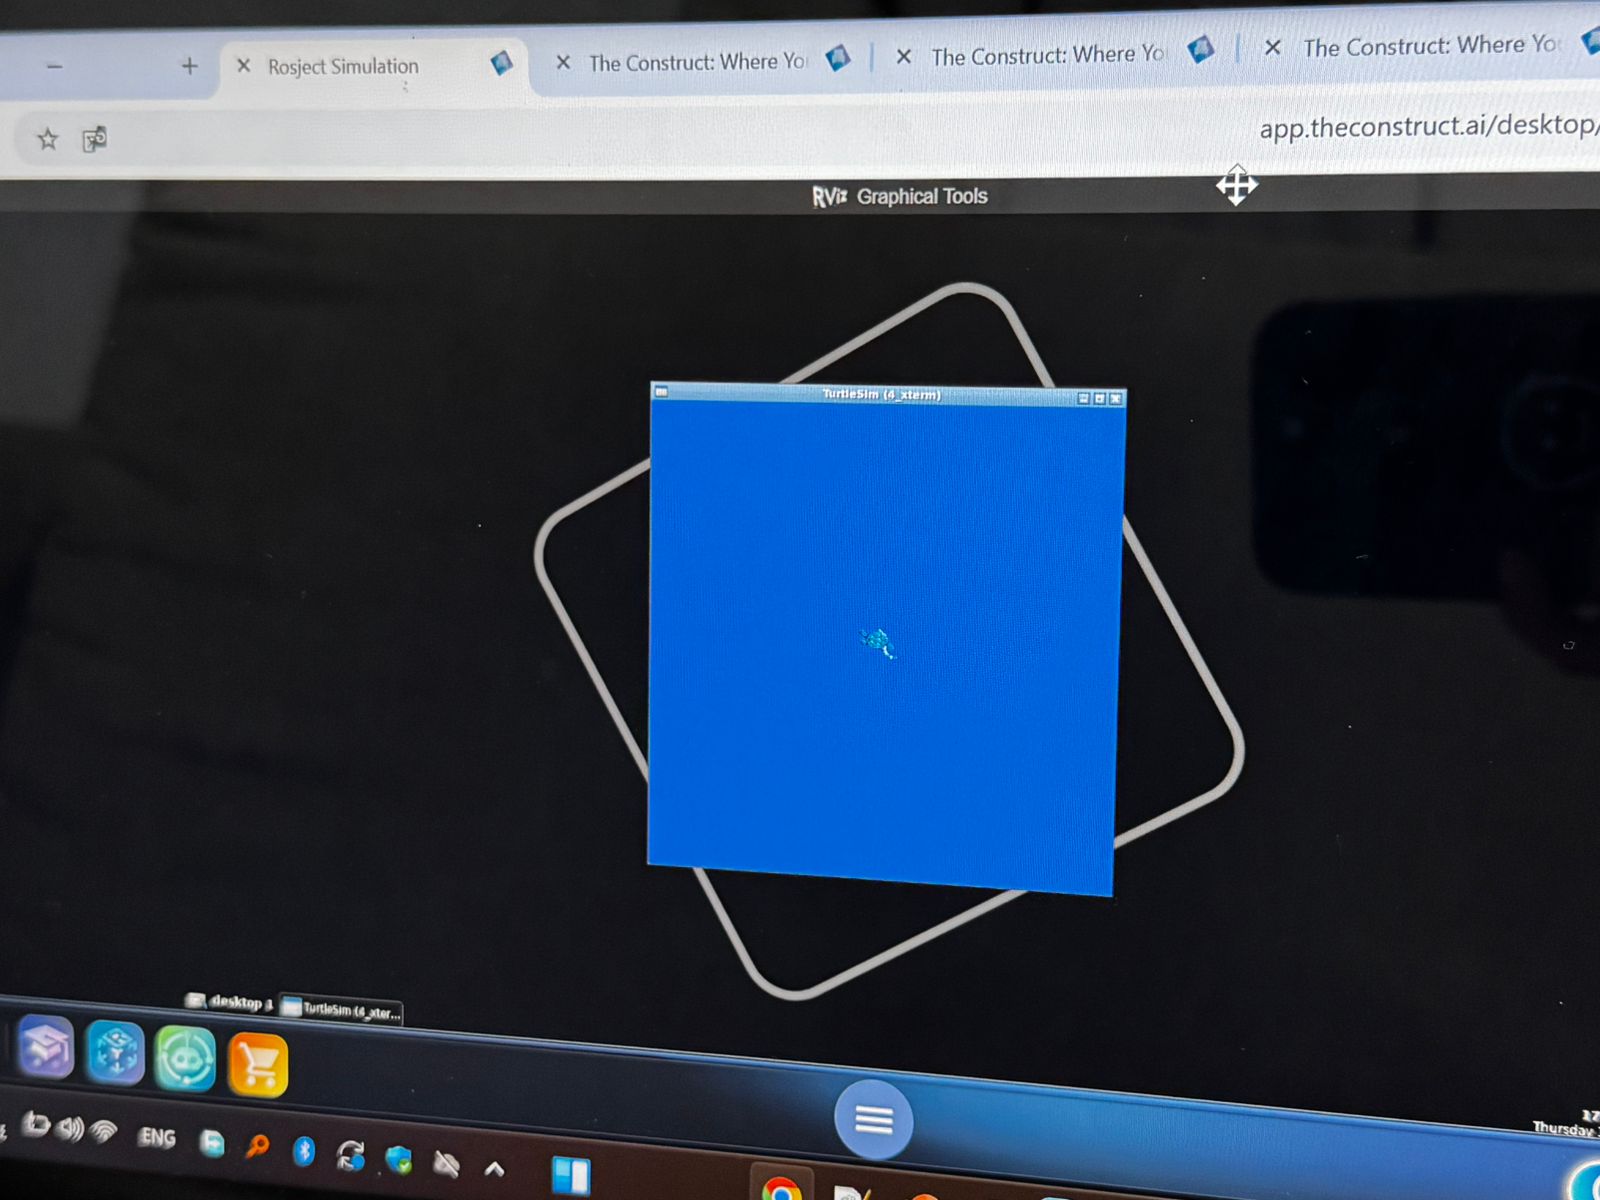 Rosject Simulation
The Construct: Where Yo
The Construct: Where Yo
The Construct: Where Yo
app.theconstruct.ai/desktop/
RViz Graphical Tools
TurtleSim (4_xterm)
desktop 1
TurtleSim (4_xter...
17
Thursday
ENG